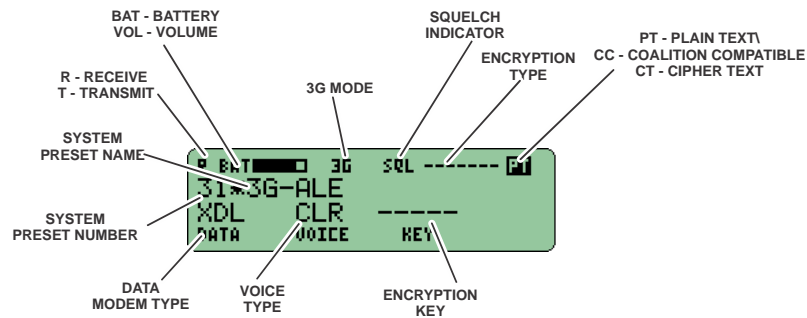 BAT - BATTERY
VOL - VOLUME
SQUELCH
INDICATOR
PT - PLAIN TEXT\
CC - COALITION COMPATIBLE
CT - CIPHER TEXT
ENCRYPTION
TYPE
R - RECEIVE
T - TRANSMIT
3G MODE
SYSTEM
PRESET NAME
R BAT 3G SQL ------- PT
31*3G-ALE
XDL CLR -----
DATA VOICE KEY
SYSTEM
PRESET NUMBER
DATA
MODEM TYPE
VOICE
TYPE
ENCRYPTION
KEY